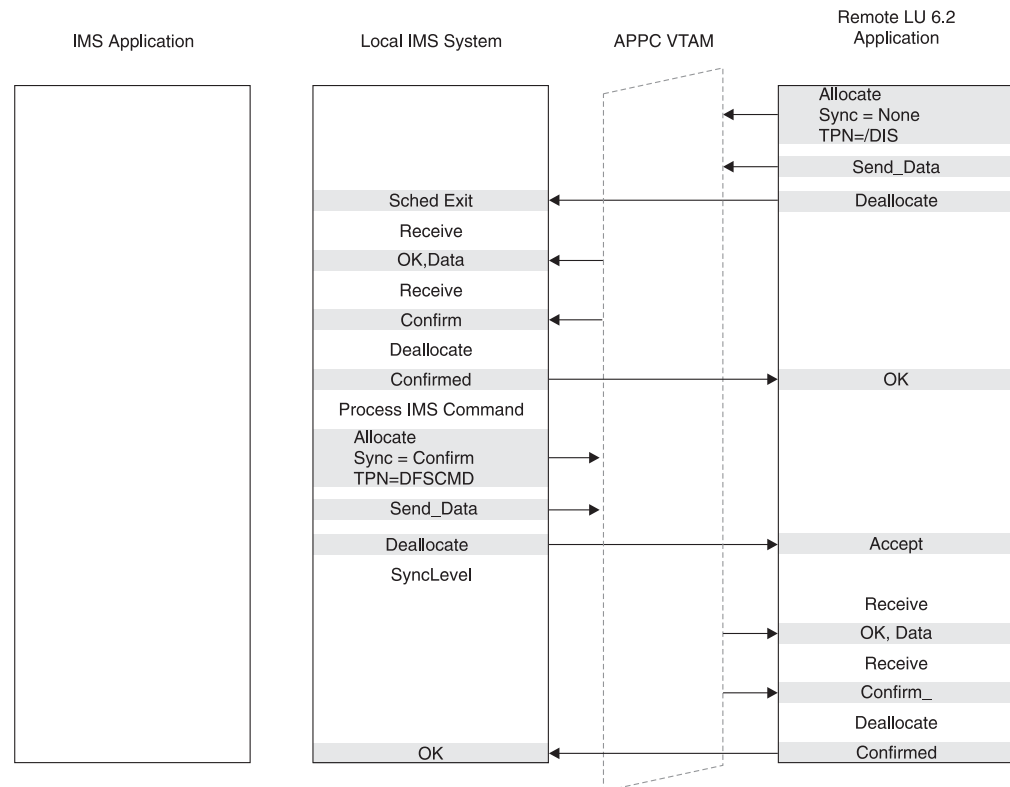 IMS Application
Local IMS System
APPC VTAM
Remote LU 6.2
Application
Allocate
Sync = None
TPN=/DIS
Send_Data
Sched Exit
Deallocate
Receive
OK,Data
Receive
Confirm
Deallocate
Confirmed
OK
Process IMS Command
Allocate
Sync = Confirm
TPN=DFSCMD
Send_Data
Deallocate
Accept
SyncLevel
Receive
OK, Data
Receive
Confirm_
Deallocate
OK
Confirmed